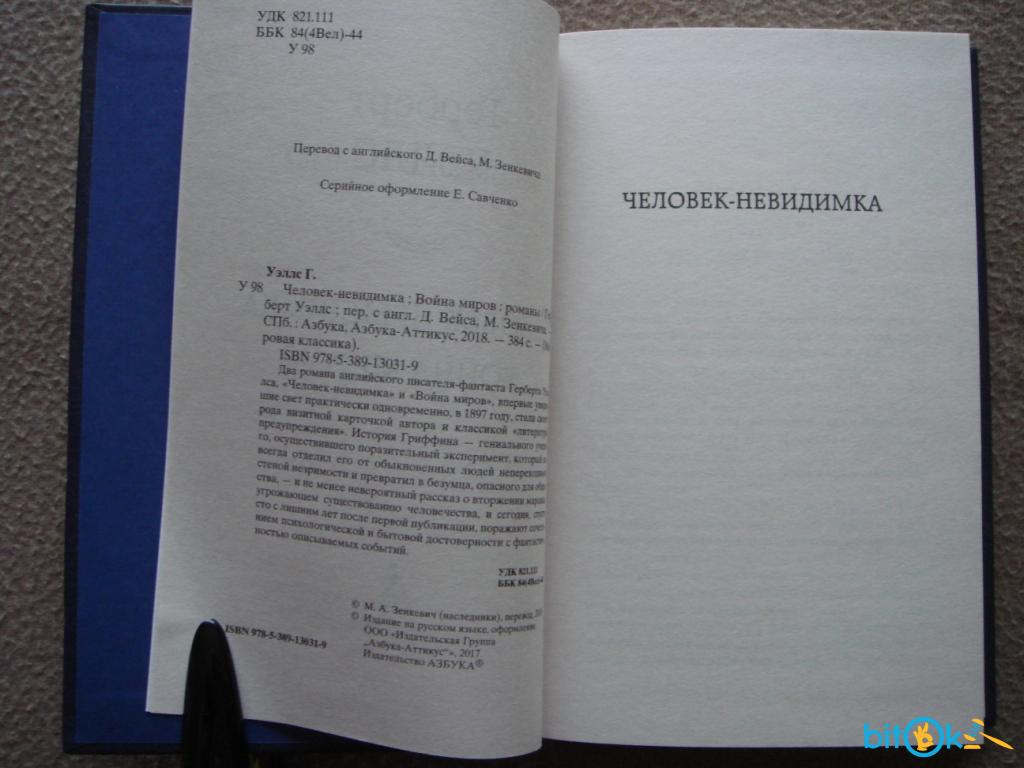 УДК 821.111
ББК 84(4Вел)-44
У 98
Перевод с английского Д. Вейса, М. Зенкевича
Серийное оформление Е. Савченко
Уэллс Г.
У 98 Человек-невидимка ; Война миров : романы /
берт Уэллс ; пер. с англ. Д. Вейса, М. Зенкевича. —
СПб. : Азбука, Азбука-Аттикус, 2018. — 384 с. —
ровая классика).
ISBN 978-5-389-13031-9
Два романа английского писателя-фантаста Герберта
лса, «Человек-невидимка» и «Война миров», впервые
шие свет практически одновременно, в 1897 году, стали
рода визитной карточкой автора и классикой
предупреждения». История Гриффина — гениального
го, осуществившего поразительный эксперимент, который
всегда отделил его от обыкновенных людей
стеной незримости и превратил в безумца, опасного для
ства, — и не менее невероятный рассказ о вторжении
угрожающем существованию человечества, и сегодня,
сто с лишним лет после первой публикации, поражают
нием психологической и бытовой достоверности с
ностью описываемых событий.
УДК 821.111
ББК
© М. А. Зенкевич (наследники), перевод,
© Издание на русском языке, оформление.
ООО «Издательская Группа
„Азбука-Аттикус“», 2017
Издательство АЗБУКА®
ISBN 978-5-389-13031-9
ЧЕЛОВЕК-НЕВИДИМКА
bitok